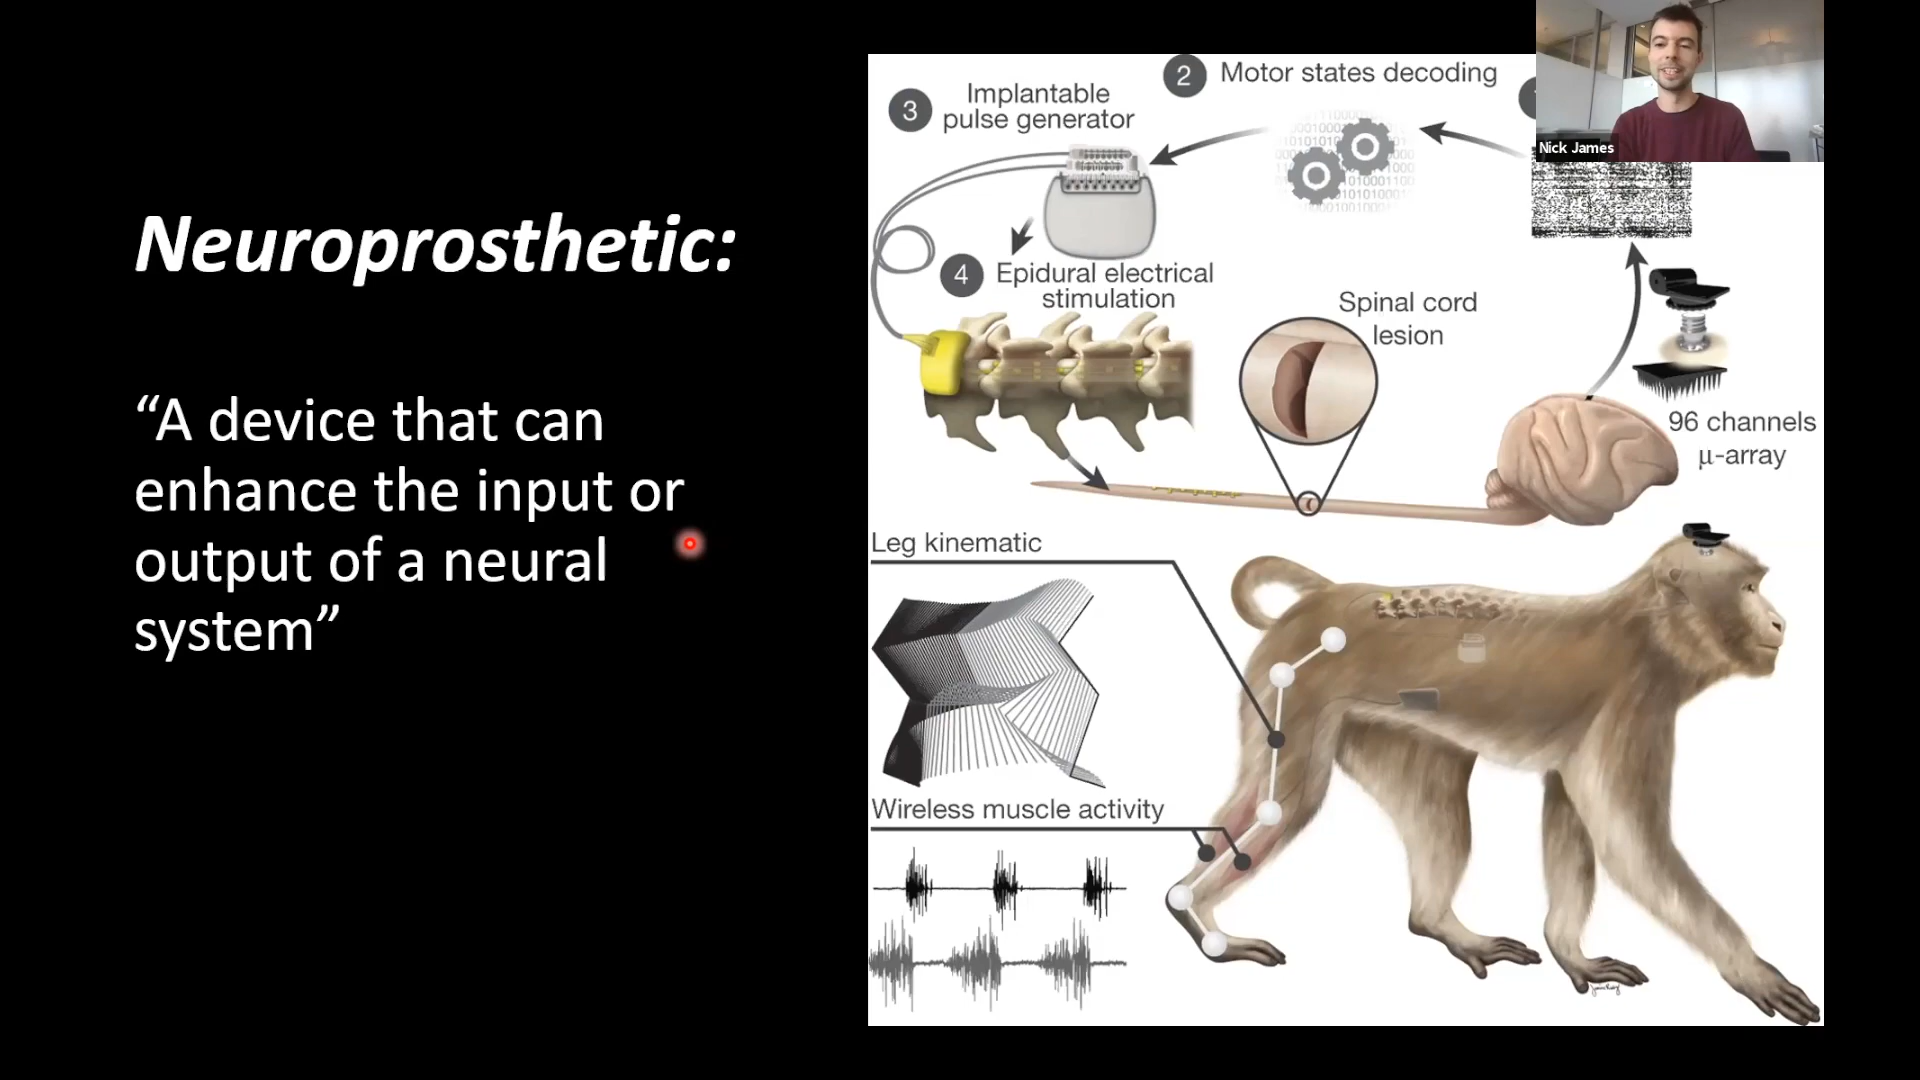 Neuroprosthetic:
“A device that can
enhance the input or
output of a neural
system”
3
Implantable
pulse generator
2
Motor states decoding
Nick James
4
Epidural electrical
stimulation
Spinal cord
lesion
96 channels
µ-array
Leg kinematic
Wireless muscle activity